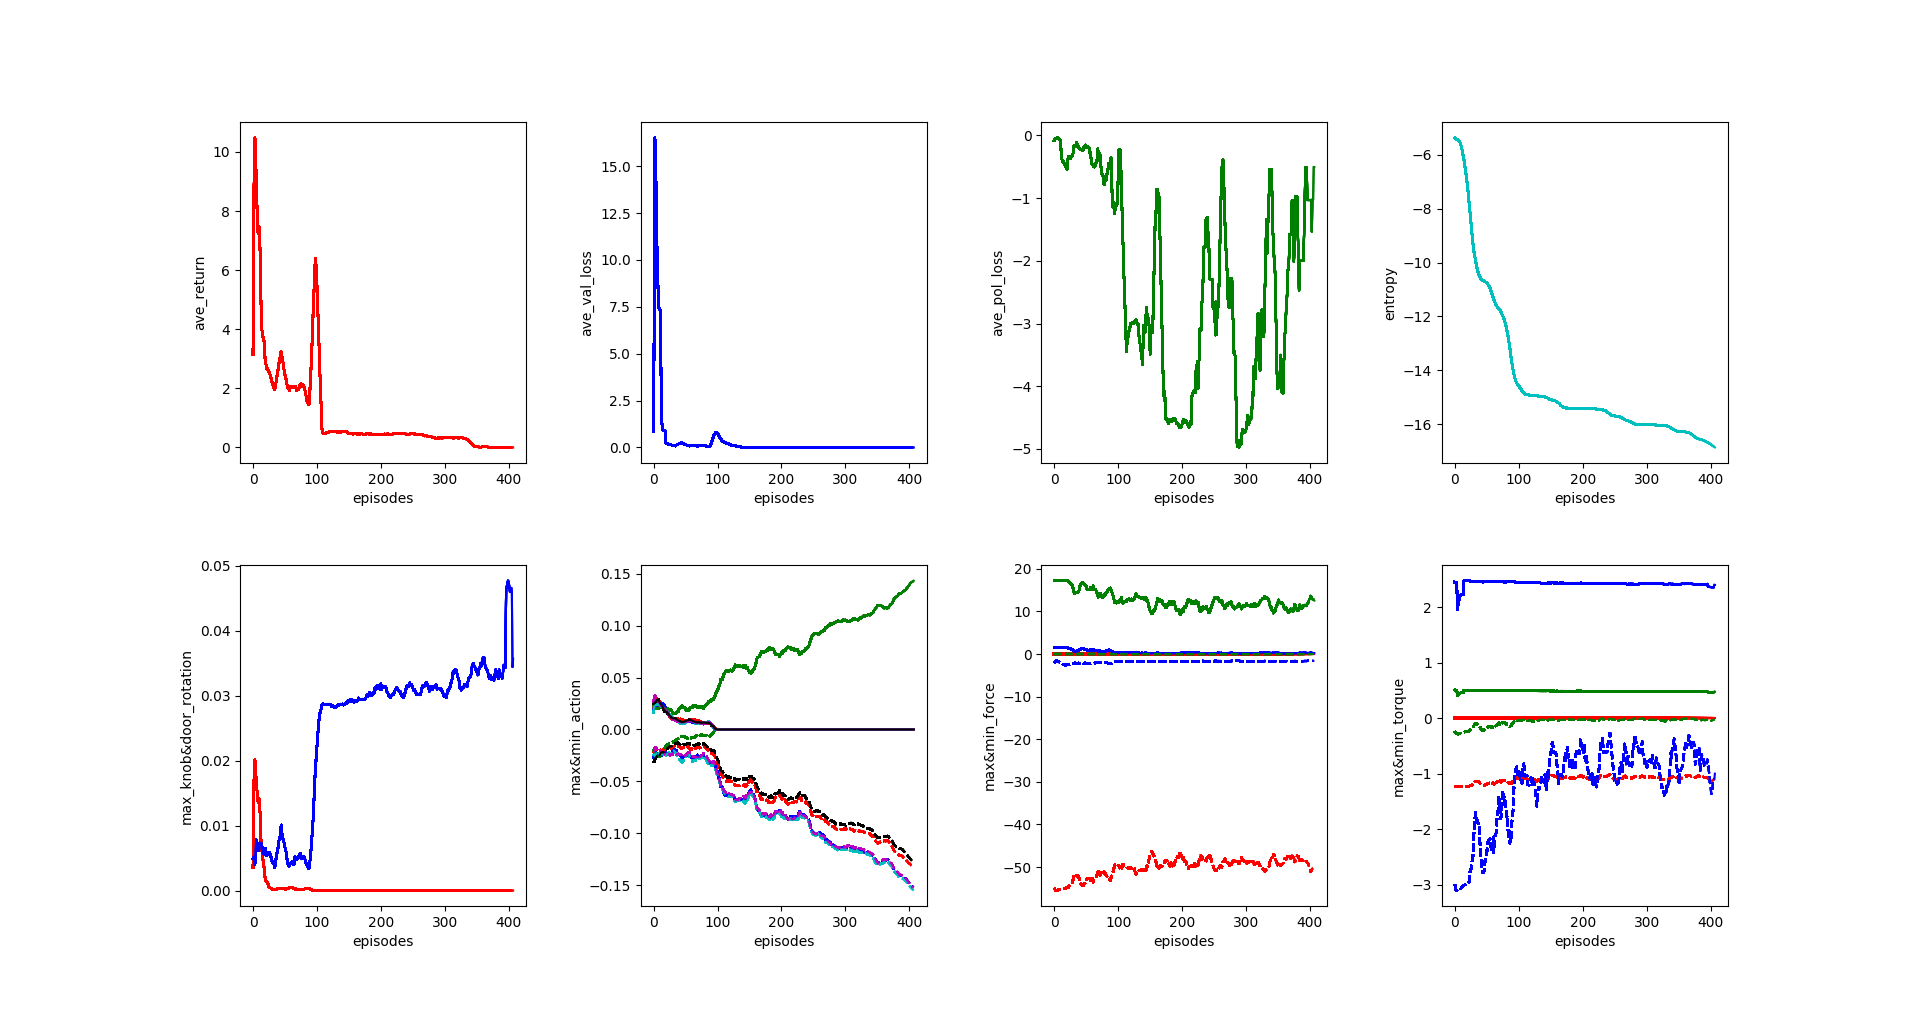 ave_return
10
8
6
4
2
0
0 100 200 300 400
episodes
ave_val_loss
15.0
12.5
10.0
7.5
5.0
2.5
0.0
0 100 200 300 400
episodes
ave_pol_loss
0
−1
−2
−3
−4
−5
0 100 200 300 400
episodes
entropy
−6
−8
−10
−12
−14
−16
0 100 200 300 400
episodes
max_knob&door_rotation
0.05
0.04
0.03
0.02
0.01
0.00
0 100 200 300 400
episodes
max&min_action
0.15
0.10
0.05
0.00
−0.05
−0.10
−0.15
0 100 200 300 400
episodes
max&min_force
20
10
0
−10
−20
−30
−40
−50
0 100 200 300 400
episodes
max&min_torque
2
1
0
−1
−2
−3
0 100 200 300 400
episodes